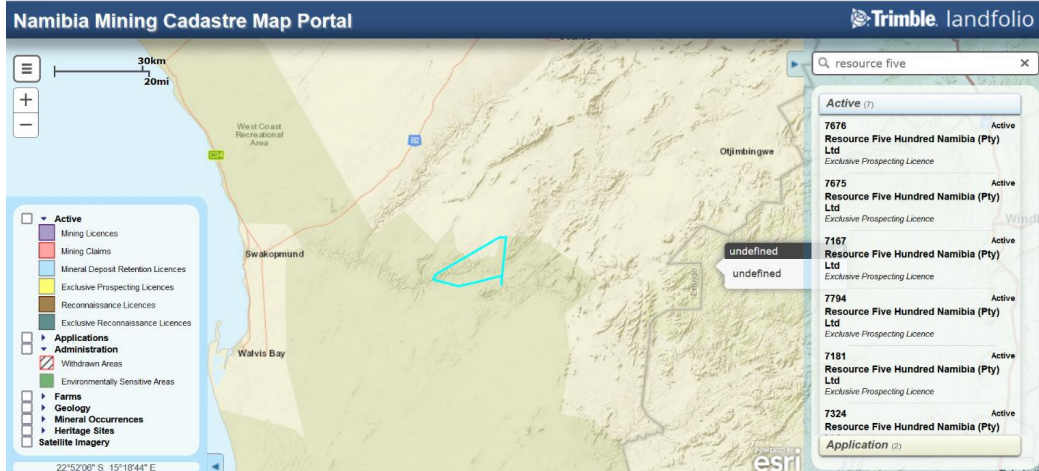 Namibia Mining Cadastre Map Portal
Trimble. landfolio
30km
20mi
resource five
Active (7)
7676 Active
Resource Five Hundred Namibia (Pty)
Ltd
Exclusive Prospecting Licence
7675 Active
Resource Five Hundred Namibia (Pty)
Ltd
Exclusive Prospecting Licence
7167 Active
Resource Five Hundred Namibia (Pty)
Ltd
Exclusive Prospecting Licence
7794 Active
Resource Five Hundred Namibia (Pty)
Ltd
Exclusive Prospecting Licence
7181 Active
Resource Five Hundred Namibia (Pty)
Ltd
Exclusive Prospecting Licence
7324 Active
Resource Five Hundred Namibia (Pty)
Application (2)
West Coast
Recreational
Area
B2
C34
Otjimbingwe
Swakopmund
Walvis Bay
Erongo
undefined
undefined
Active
Mining Licences
Mining Claims
Mineral Deposit Retention Licences
Exclusive Prospecting Licences
Reconnaissance Licences
Exclusive Reconnaissance Licences
Applications
Administration
Withdrawn Areas
Environmentally Sensitive Areas
Farms
Geology
Mineral Occurrences
Heritage Sites
Satellite Imagery
22°52'06" S 15°18'44" E
POWERED BY
esri